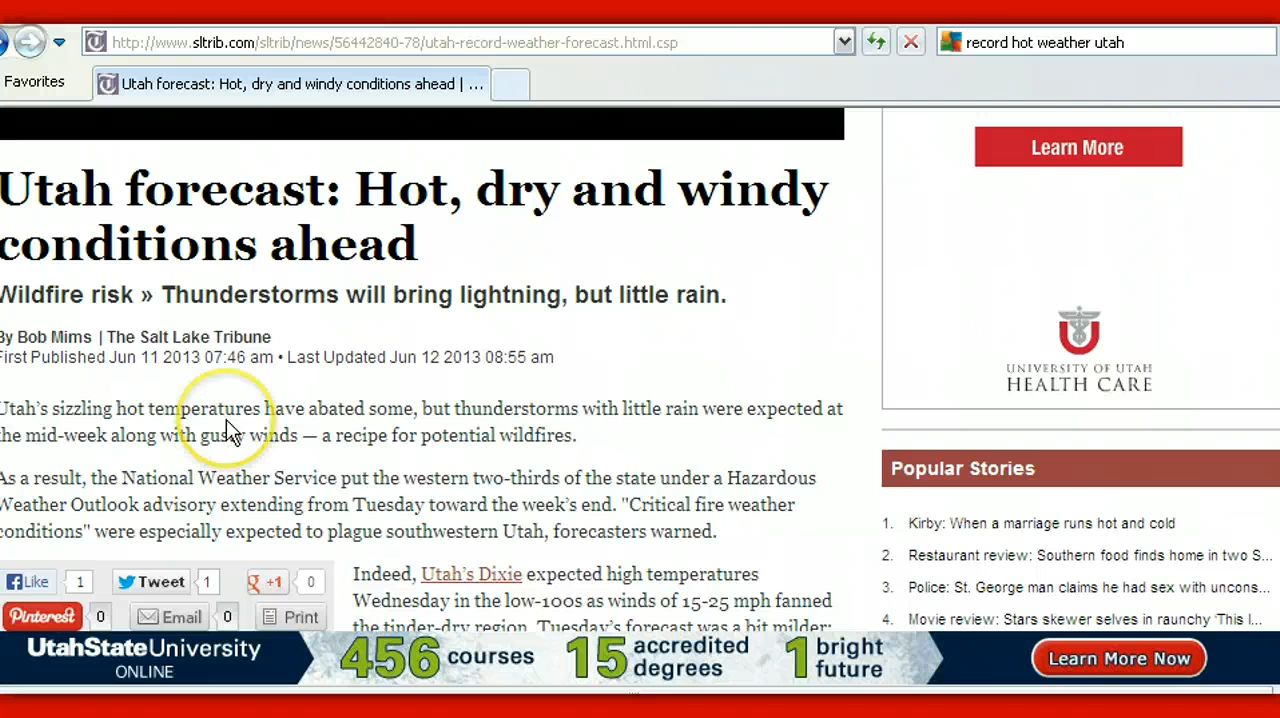 http://www.sltrib.com/sltrib/news/56442840-78/utah-record-weather-forecast.html.csp
record hot weather utah
Favorites
Utah forecast: Hot, dry and windy conditions ahead | ...
Learn More
Utah forecast: Hot, dry and windy
conditions ahead
Wildfire risk » Thunderstorms will bring lightning, but little rain.
By Bob Mims | The Salt Lake Tribune
First Published Jun 11 2013 07:46 am • Last Updated Jun 12 2013 08:55 am
UNIVERSITY OF UTAH
HEALTH CARE
Utah's sizzling hot temperatures have abated some, but thunderstorms with little rain were expected at
the mid-week along with gusty winds — a recipe for potential wildfires.
As a result, the National Weather Service put the western two-thirds of the state under a Hazardous
Weather Outlook advisory extending from Tuesday toward the week's end. "Critical fire weather
conditions" were especially expected to plague southwestern Utah, forecasters warned.
Popular Stories
1. Kirby: When a marriage runs hot and cold
2. Restaurant review: Southern food finds home in two S...
3. Police: St. George man claims he had sex with uncons...
4. Movie review: Stars skewer selves in raunchy 'This I...
Like 1 Tweet 1 +1 0
Pinterest 0 Email 0 Print
Indeed, Utah's Dixie expected high temperatures
Wednesday in the low-100s as winds of 15-25 mph fanned
the tinder-dry region. Tuesday's forecast was a bit milder:
UtahStateUniversity
ONLINE
456 courses
15 accredited degrees
1 bright future
Learn More Now